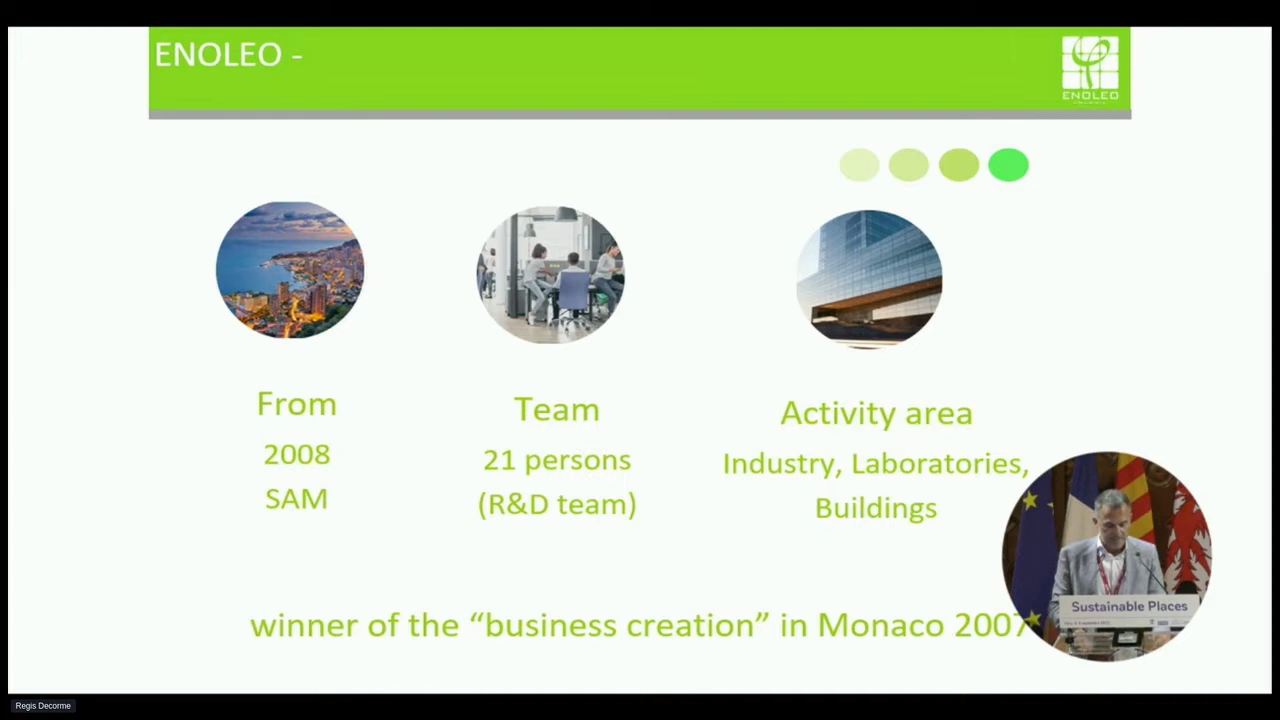 ENOLEO -
ENOLEO
From
2008
SAM
Team
21 persons
(R&D team)
Activity area
Industry, Laboratories,
Buildings
winner of the “business creation” in Monaco 2007
Sustainable Places
Regis Decorme